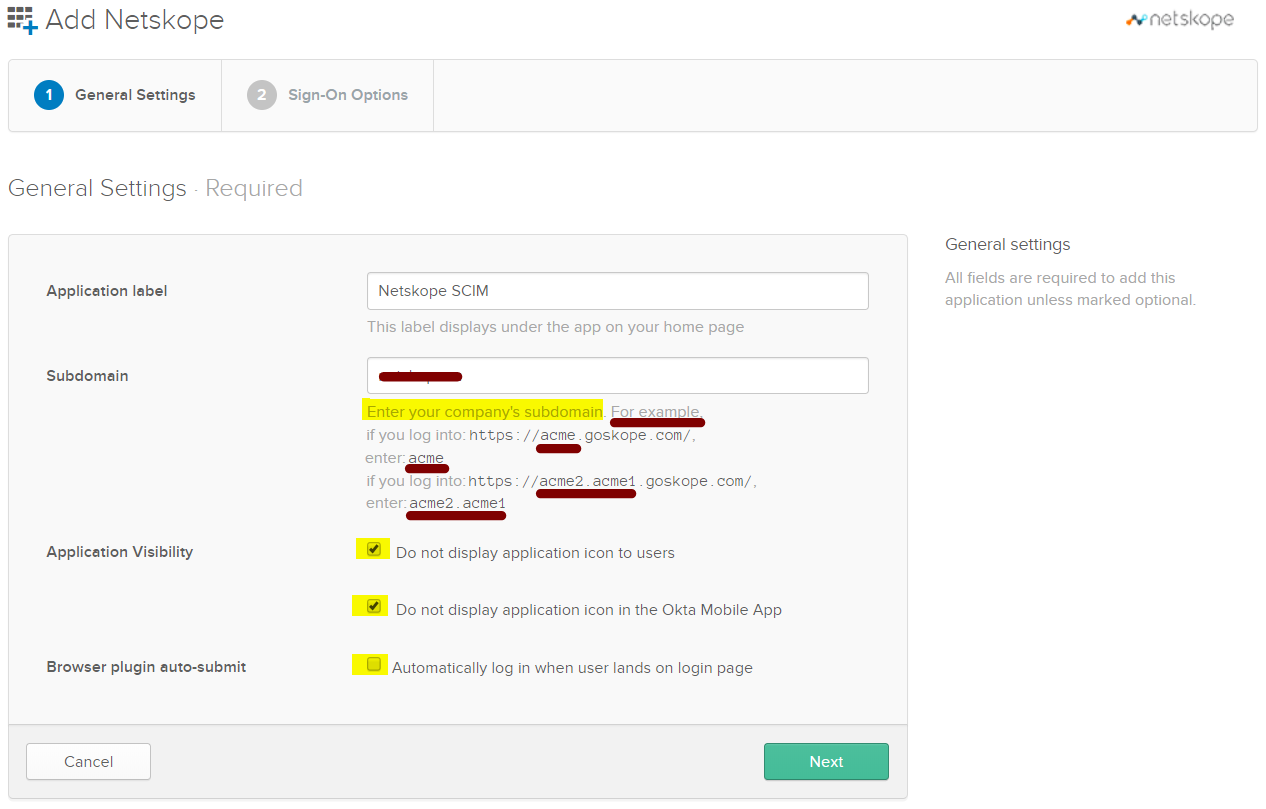 Add Netskope
netskope
1 General Settings
2 Sign-On Options
General Settings · Required
Application label
Netskope SCIM
This label displays under the app on your home page
Subdomain
Enter your company's subdomain. For example,
if you log into: https://acme.goskope.com/,
enter: acme
if you log into: https://acme2.acme1.goskope.com/,
enter: acme2.acme1
Application Visibility
Do not display application icon to users
Do not display application icon in the Okta Mobile App
Browser plugin auto-submit
Automatically log in when user lands on login page
Cancel
Next
General settings
All fields are required to add this
application unless marked optional.